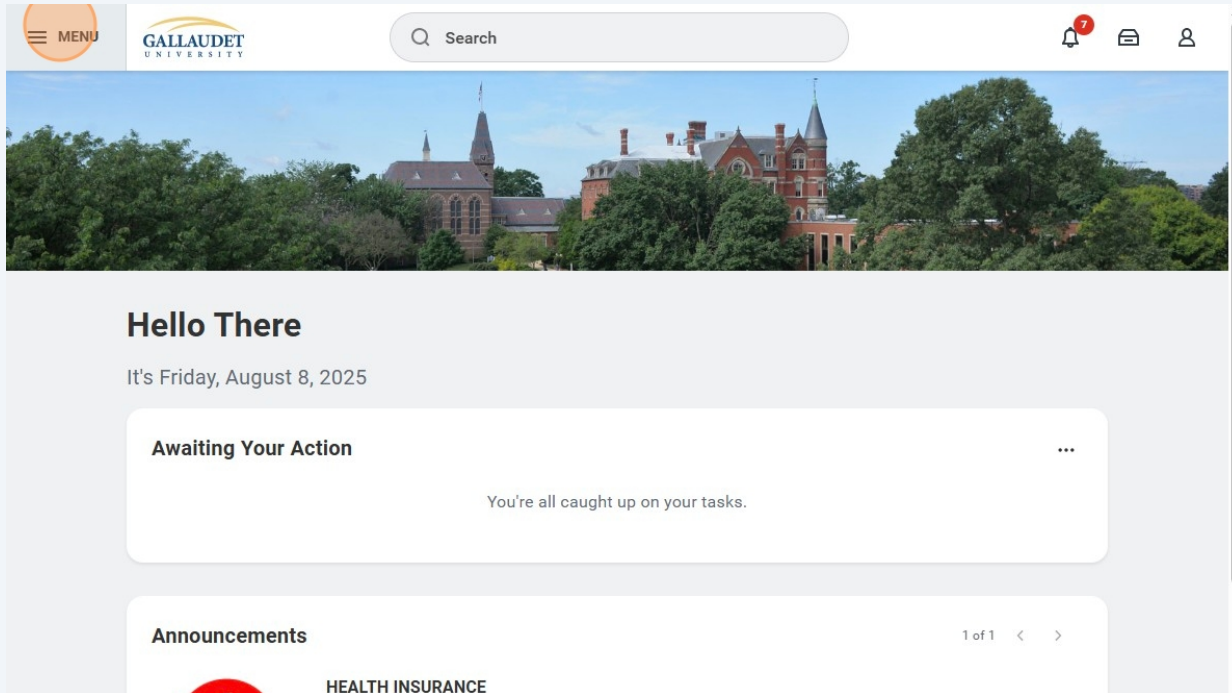 MENU
GALLAUDET
UNIVERSITY
Search
7
Hello There
It's Friday, August 8, 2025
Awaiting Your Action
You're all caught up on your tasks.
Announcements
1 of 1
HEALTH INSURANCE